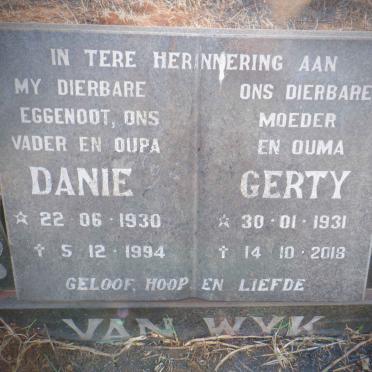 IN TERE HERINNERING AAN
MY DIERBARE
EGGENOOT, ONS
VADER EN OUPA
DANIE
☆ 22·06·1930
✝ 5·12·1994
ONS DIERBARE
MOEDER
EN OUMA
GERTY
☆ 30·01·1931
✝ 14·10·2013
GELOOF, HOOP EN LIEFDE
VAN WYK